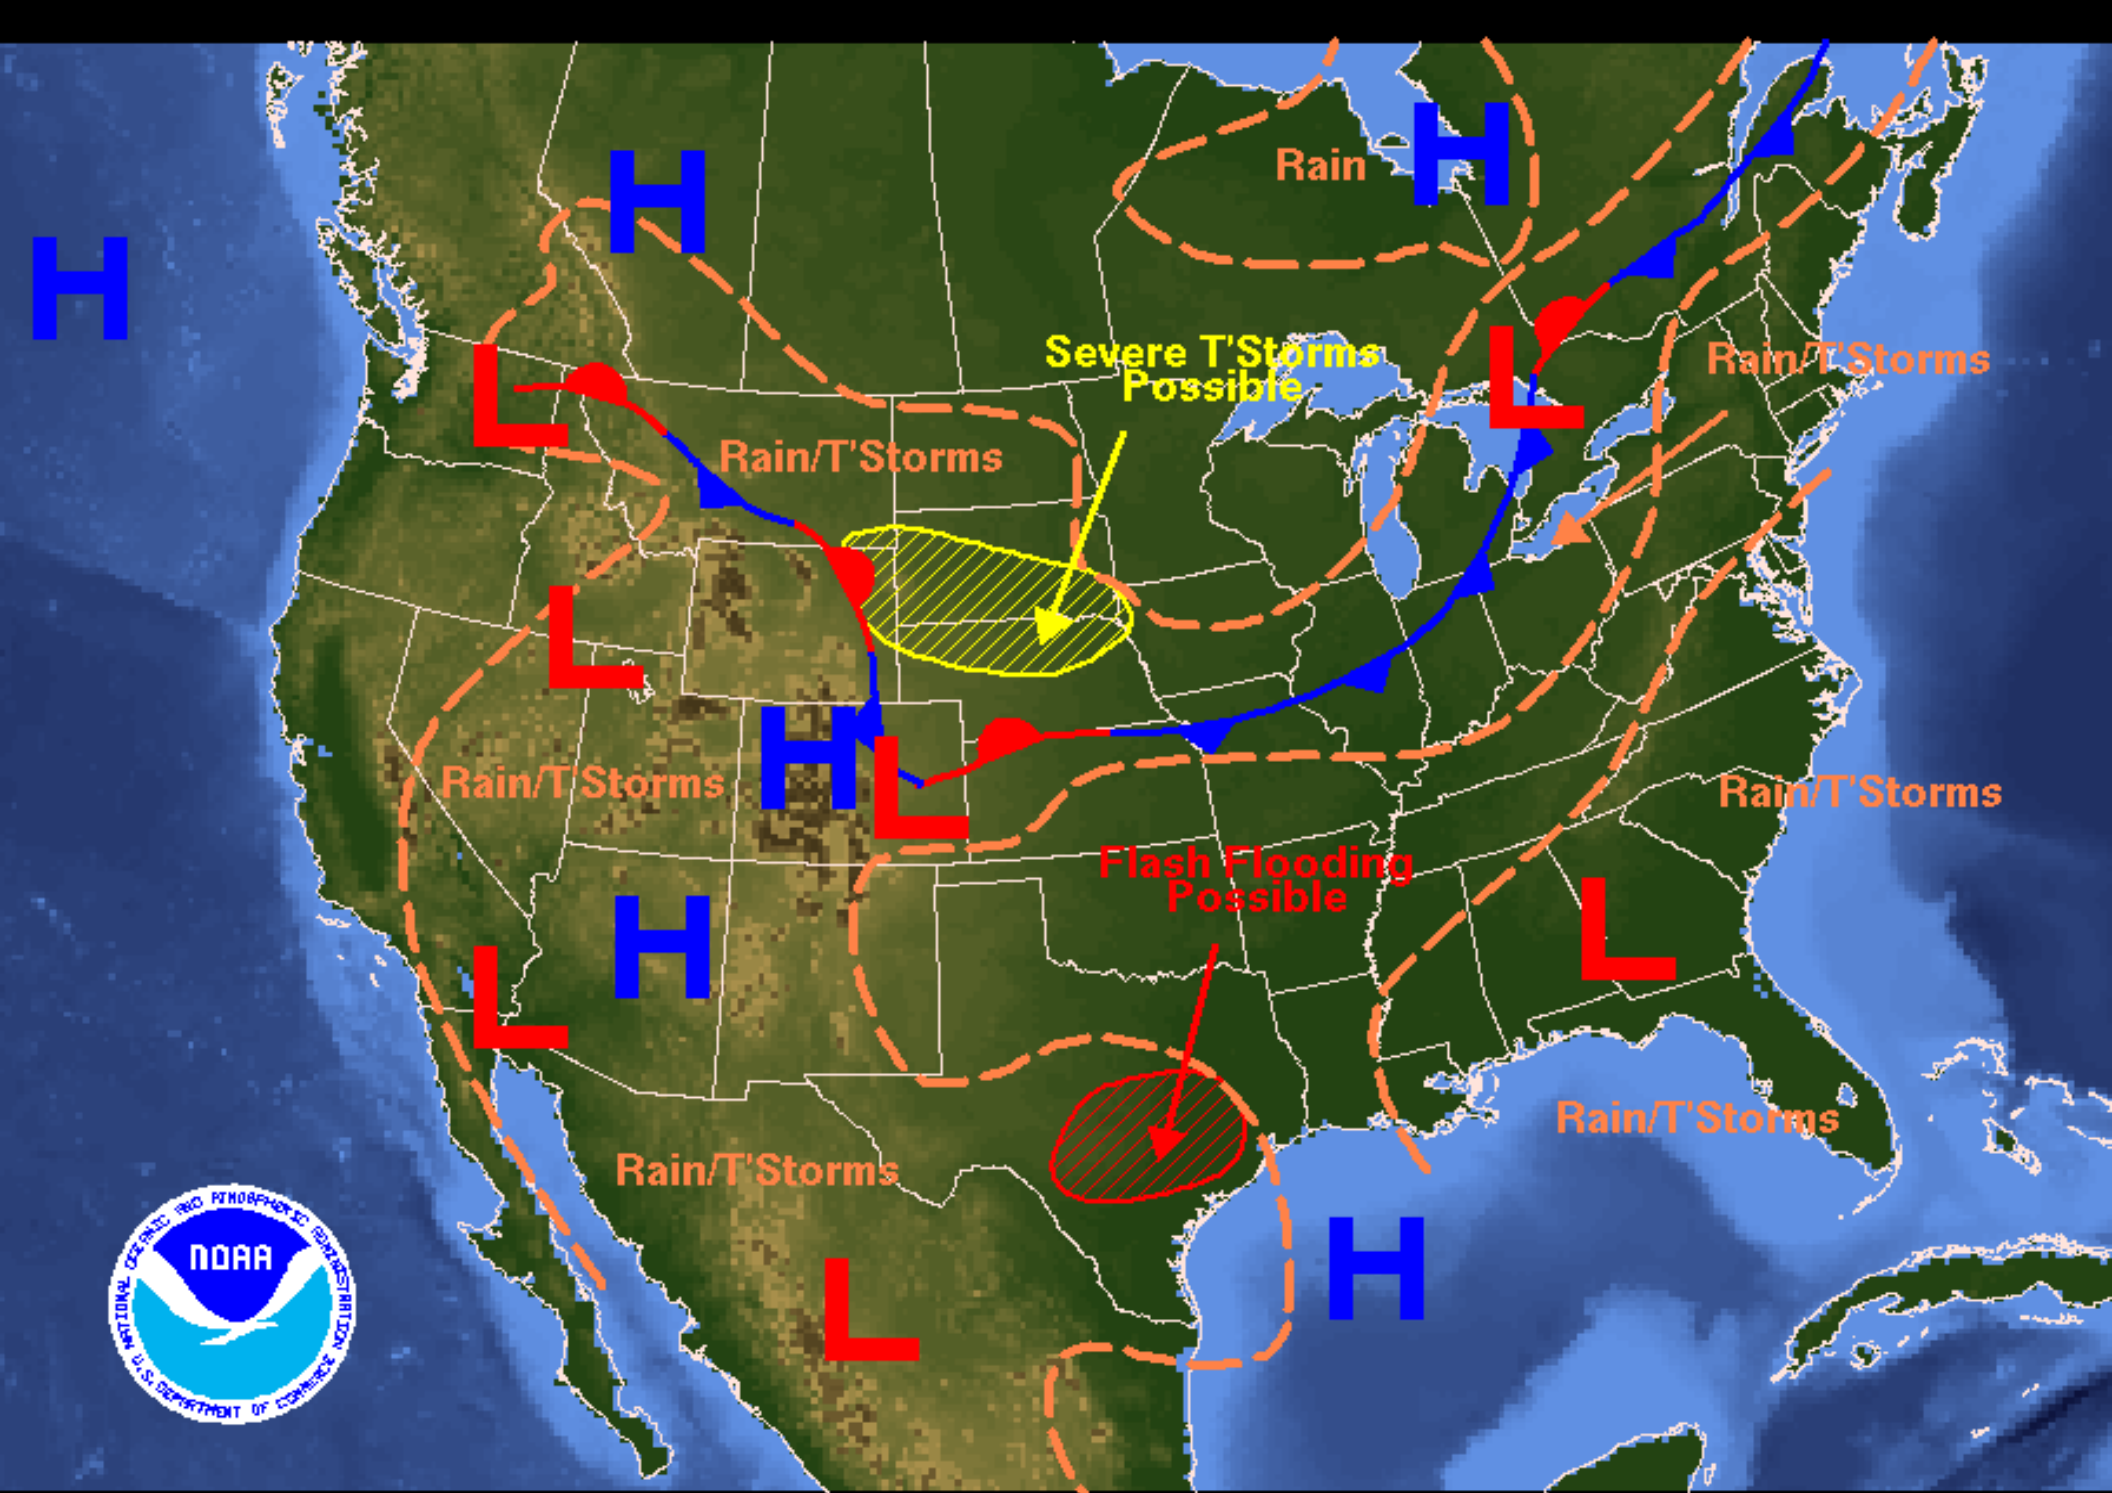 H
H
H
Rain
Severe T'Storms
Possible
L
L
Rain/T'Storms
Rain/T'Storms
L
H
L
Rain/T'Storms
Rain/T'Storms
Flash Flooding
Possible
H
L
L
Rain/T'Storms
Rain/T'Storms
H
L
NATIONAL OCEANIC AND ATMOSPHERIC ADMINISTRATION
NOAA
U.S. DEPARTMENT OF COMMERCE